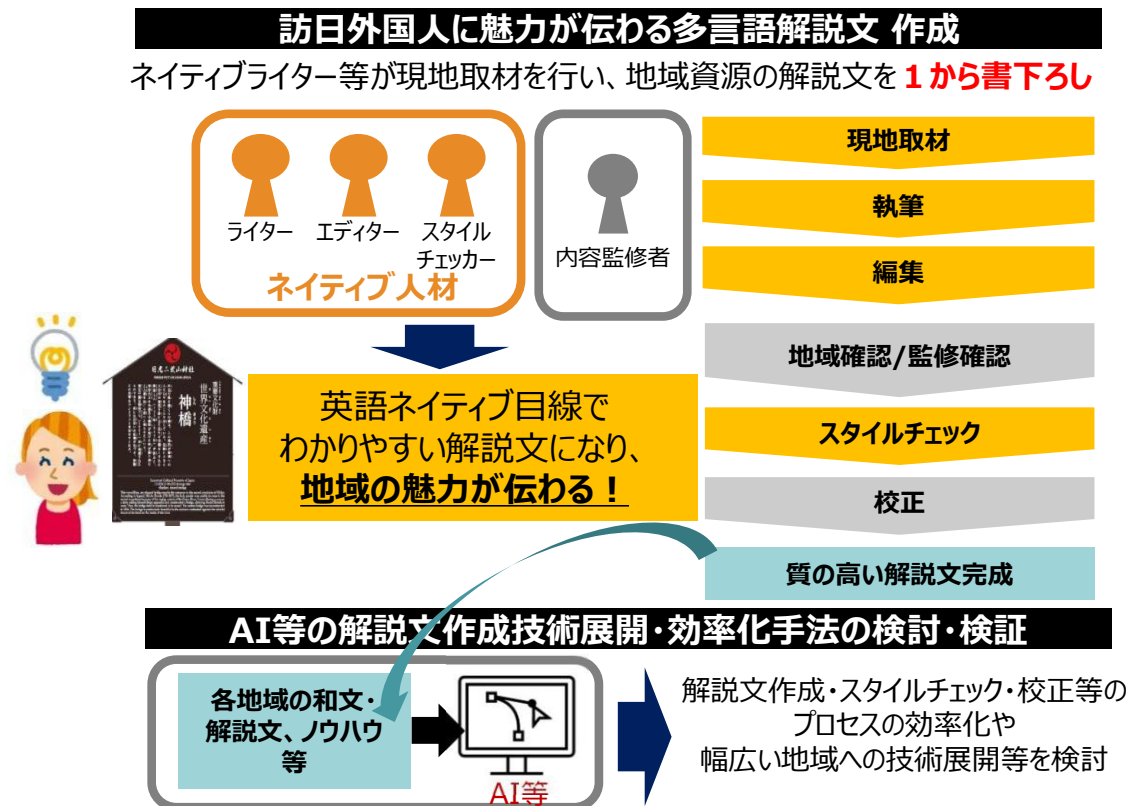 訪日外国人に魅力が伝わる多言語解説文 作成
ネイティブライター等が現地取材を行い、地域資源の解説文を１から書下ろし
ライター
エディター
スタイル
チェッカー
ネイティブ人材
内容監修者
現地取材
執筆
編集
地域確認/監修確認
スタイルチェック
校正
質の高い解説文完成
日光二荒山神社
世界文化遺産
神橋
英語ネイティブ目線で
わかりやすい解説文になり、
地域の魅力が伝わる！
AI等の解説文作成技術展開・効率化手法の検討・検証
各地域の和文・
解説文、ノウハウ
等
AI等
解説文作成・スタイルチェック・校正等の
プロセスの効率化や
幅広い地域への技術展開等を検討